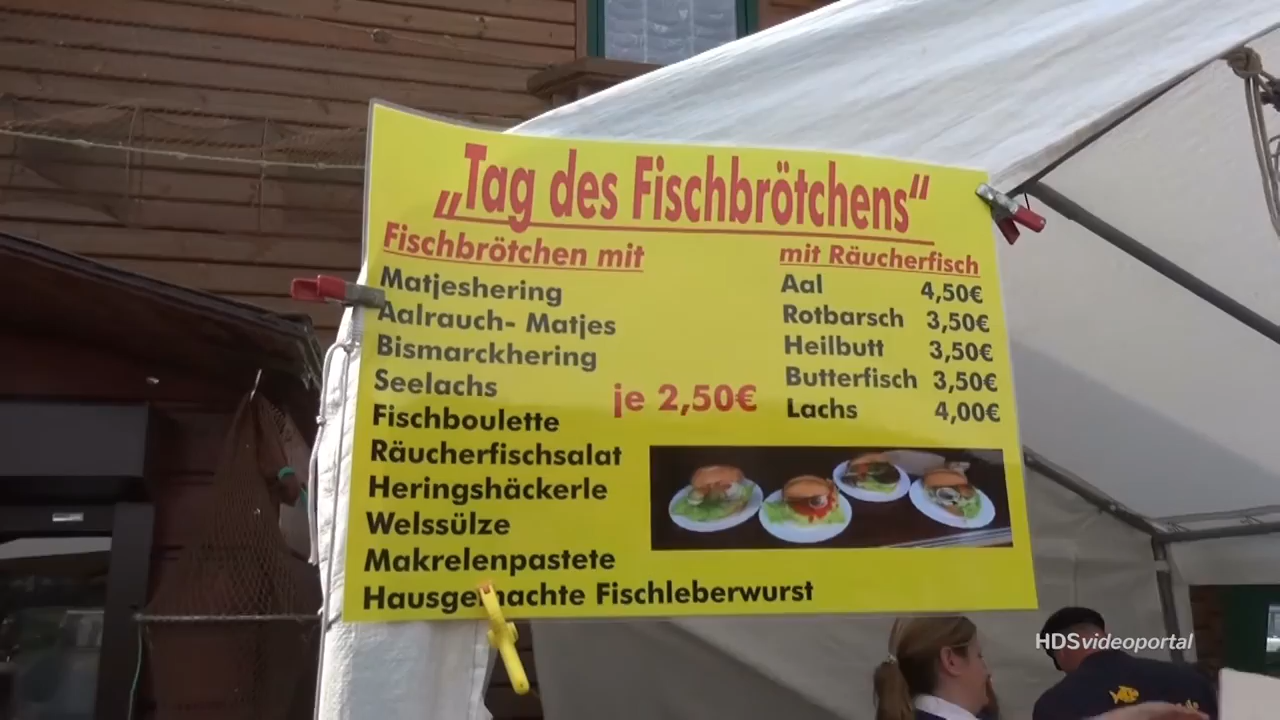 „Tag des Fischbrötchens“
Fischbrötchen mit
Matjeshering
Aalrauch- Matjes
Bismarckhering
Seelachs
Fischboulette
Räucherfischsalat
Heringshäckerle
Welssülze
Makrelenpastete
Hausgemachte Fischleberwurst
je 2,50€
mit Räucherfisch
Aal 4,50€
Rotbarsch 3,50€
Heilbutt 3,50€
Butterfisch 3,50€
Lachs 4,00€
HDSvideoportal